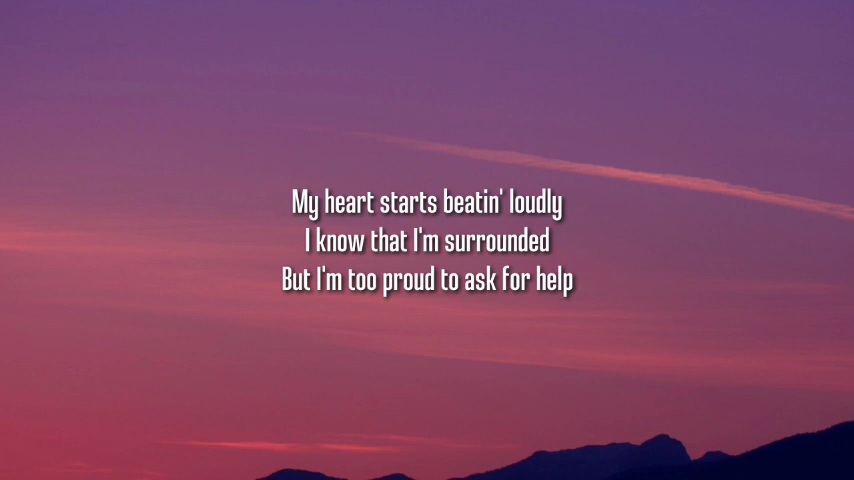 My heart starts beatin' loudly
I know that I'm surrounded
But I'm too proud to ask for help